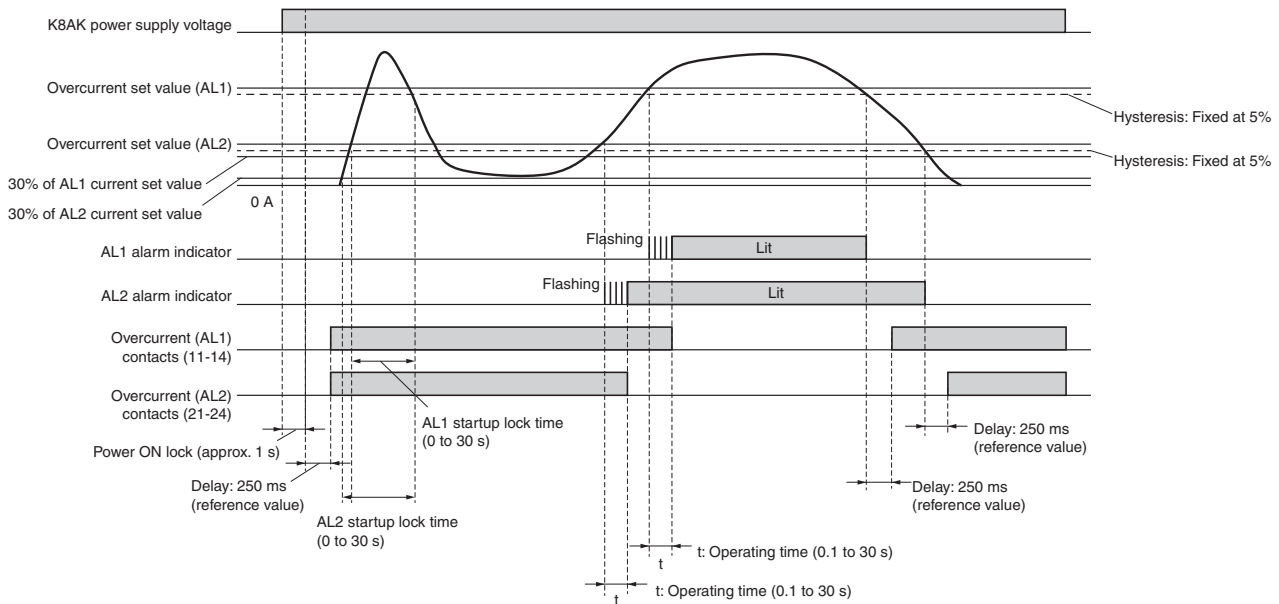 K8AK power supply voltage
Overcurrent set value (AL1)
Hysteresis: Fixed at 5%
Overcurrent set value (AL2)
Hysteresis: Fixed at 5%
30% of AL1 current set value
0 A
30% of AL2 current set value
Flashing
Lit
AL1 alarm indicator
Flashing
Lit
AL2 alarm indicator
Overcurrent (AL1)
contacts (11-14)
Overcurrent (AL2)
contacts (21-24)
AL1 startup lock time
(0 to 30 s)
Power ON lock (approx. 1 s)
Delay: 250 ms
(reference value)
Delay: 250 ms
(reference value)
Delay: 250 ms
(reference value)
AL2 startup lock time
(0 to 30 s)
t: Operating time (0.1 to 30 s)
t
t: Operating time (0.1 to 30 s)
t